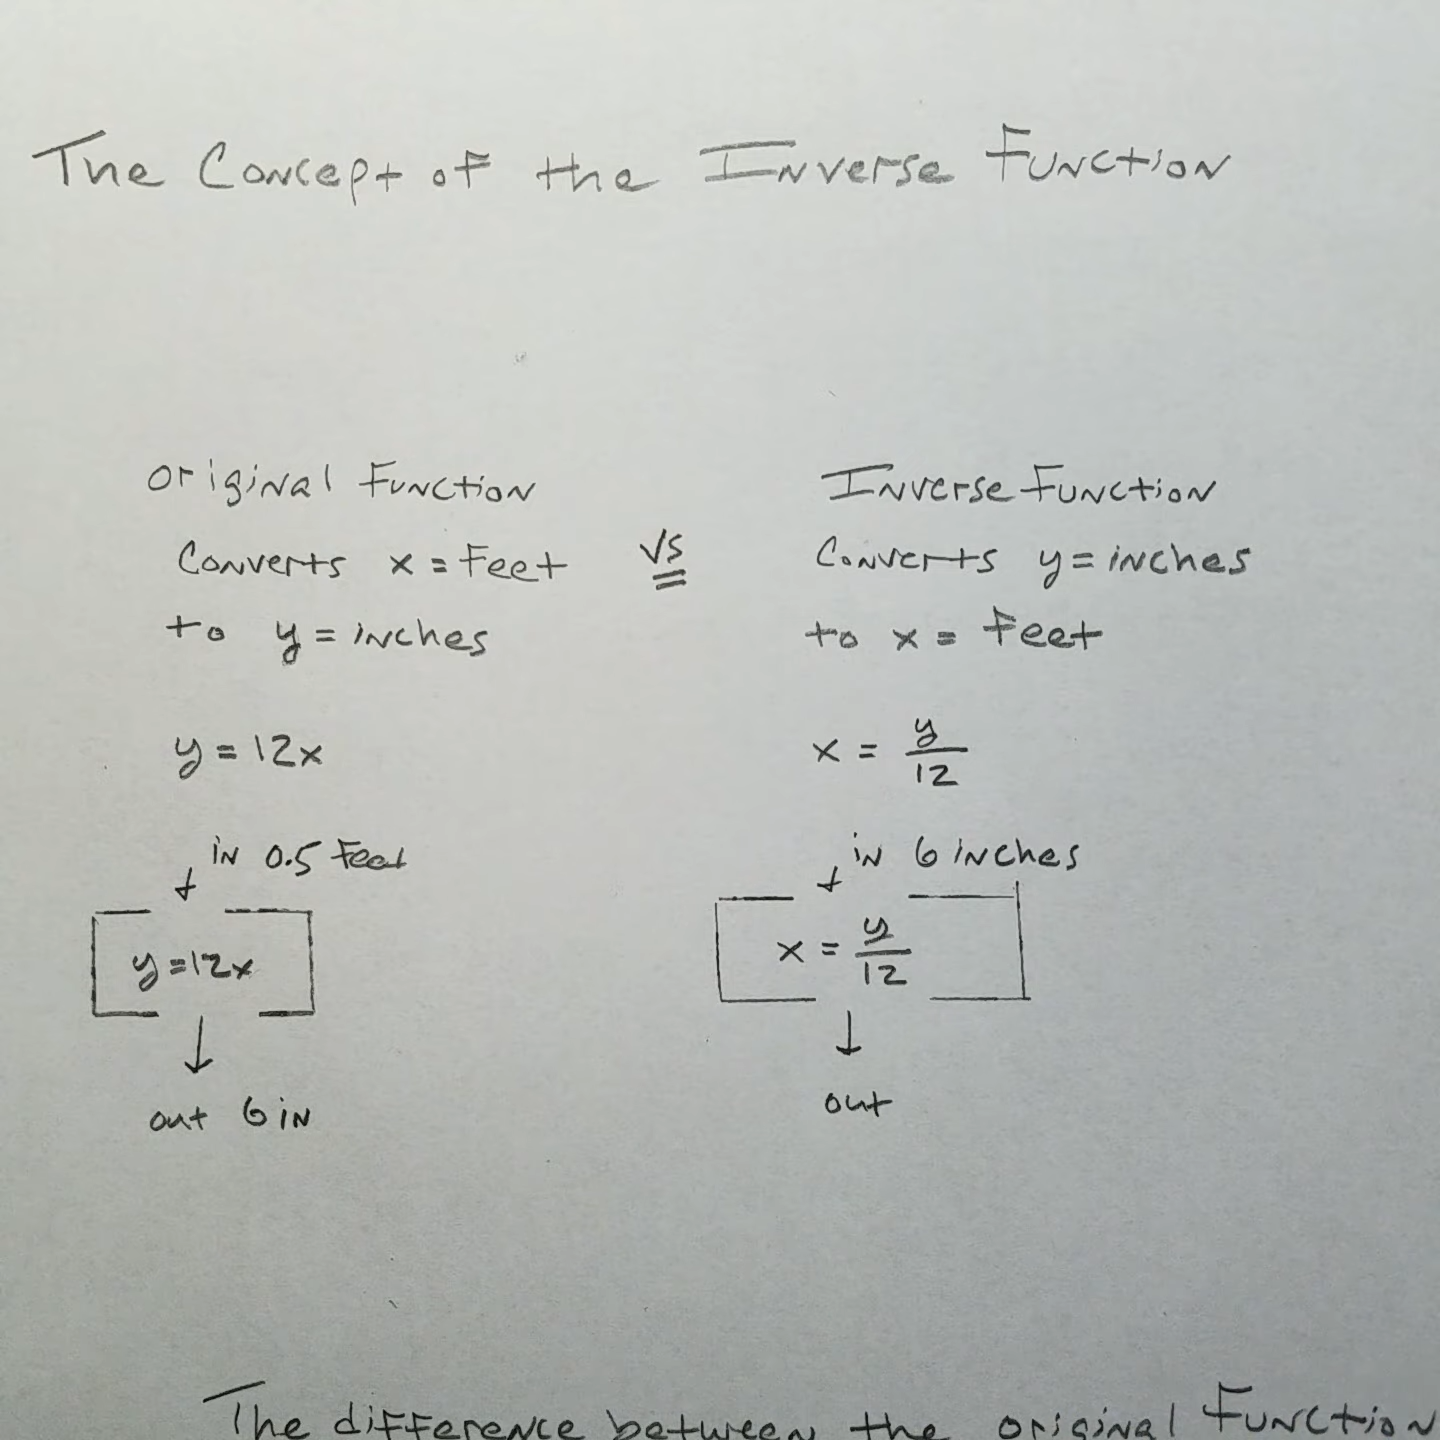 The Concept of the Inverse Function
original Function
Converts x = Feet
to y = inches
y = 12x
in 0.5 Feet
y = 12x
out 6 in
vs
Inverse Function
Converts y = inches
to x = Feet
x = y/12
in 6 inches
x = y/12
out
The difference between the original Function